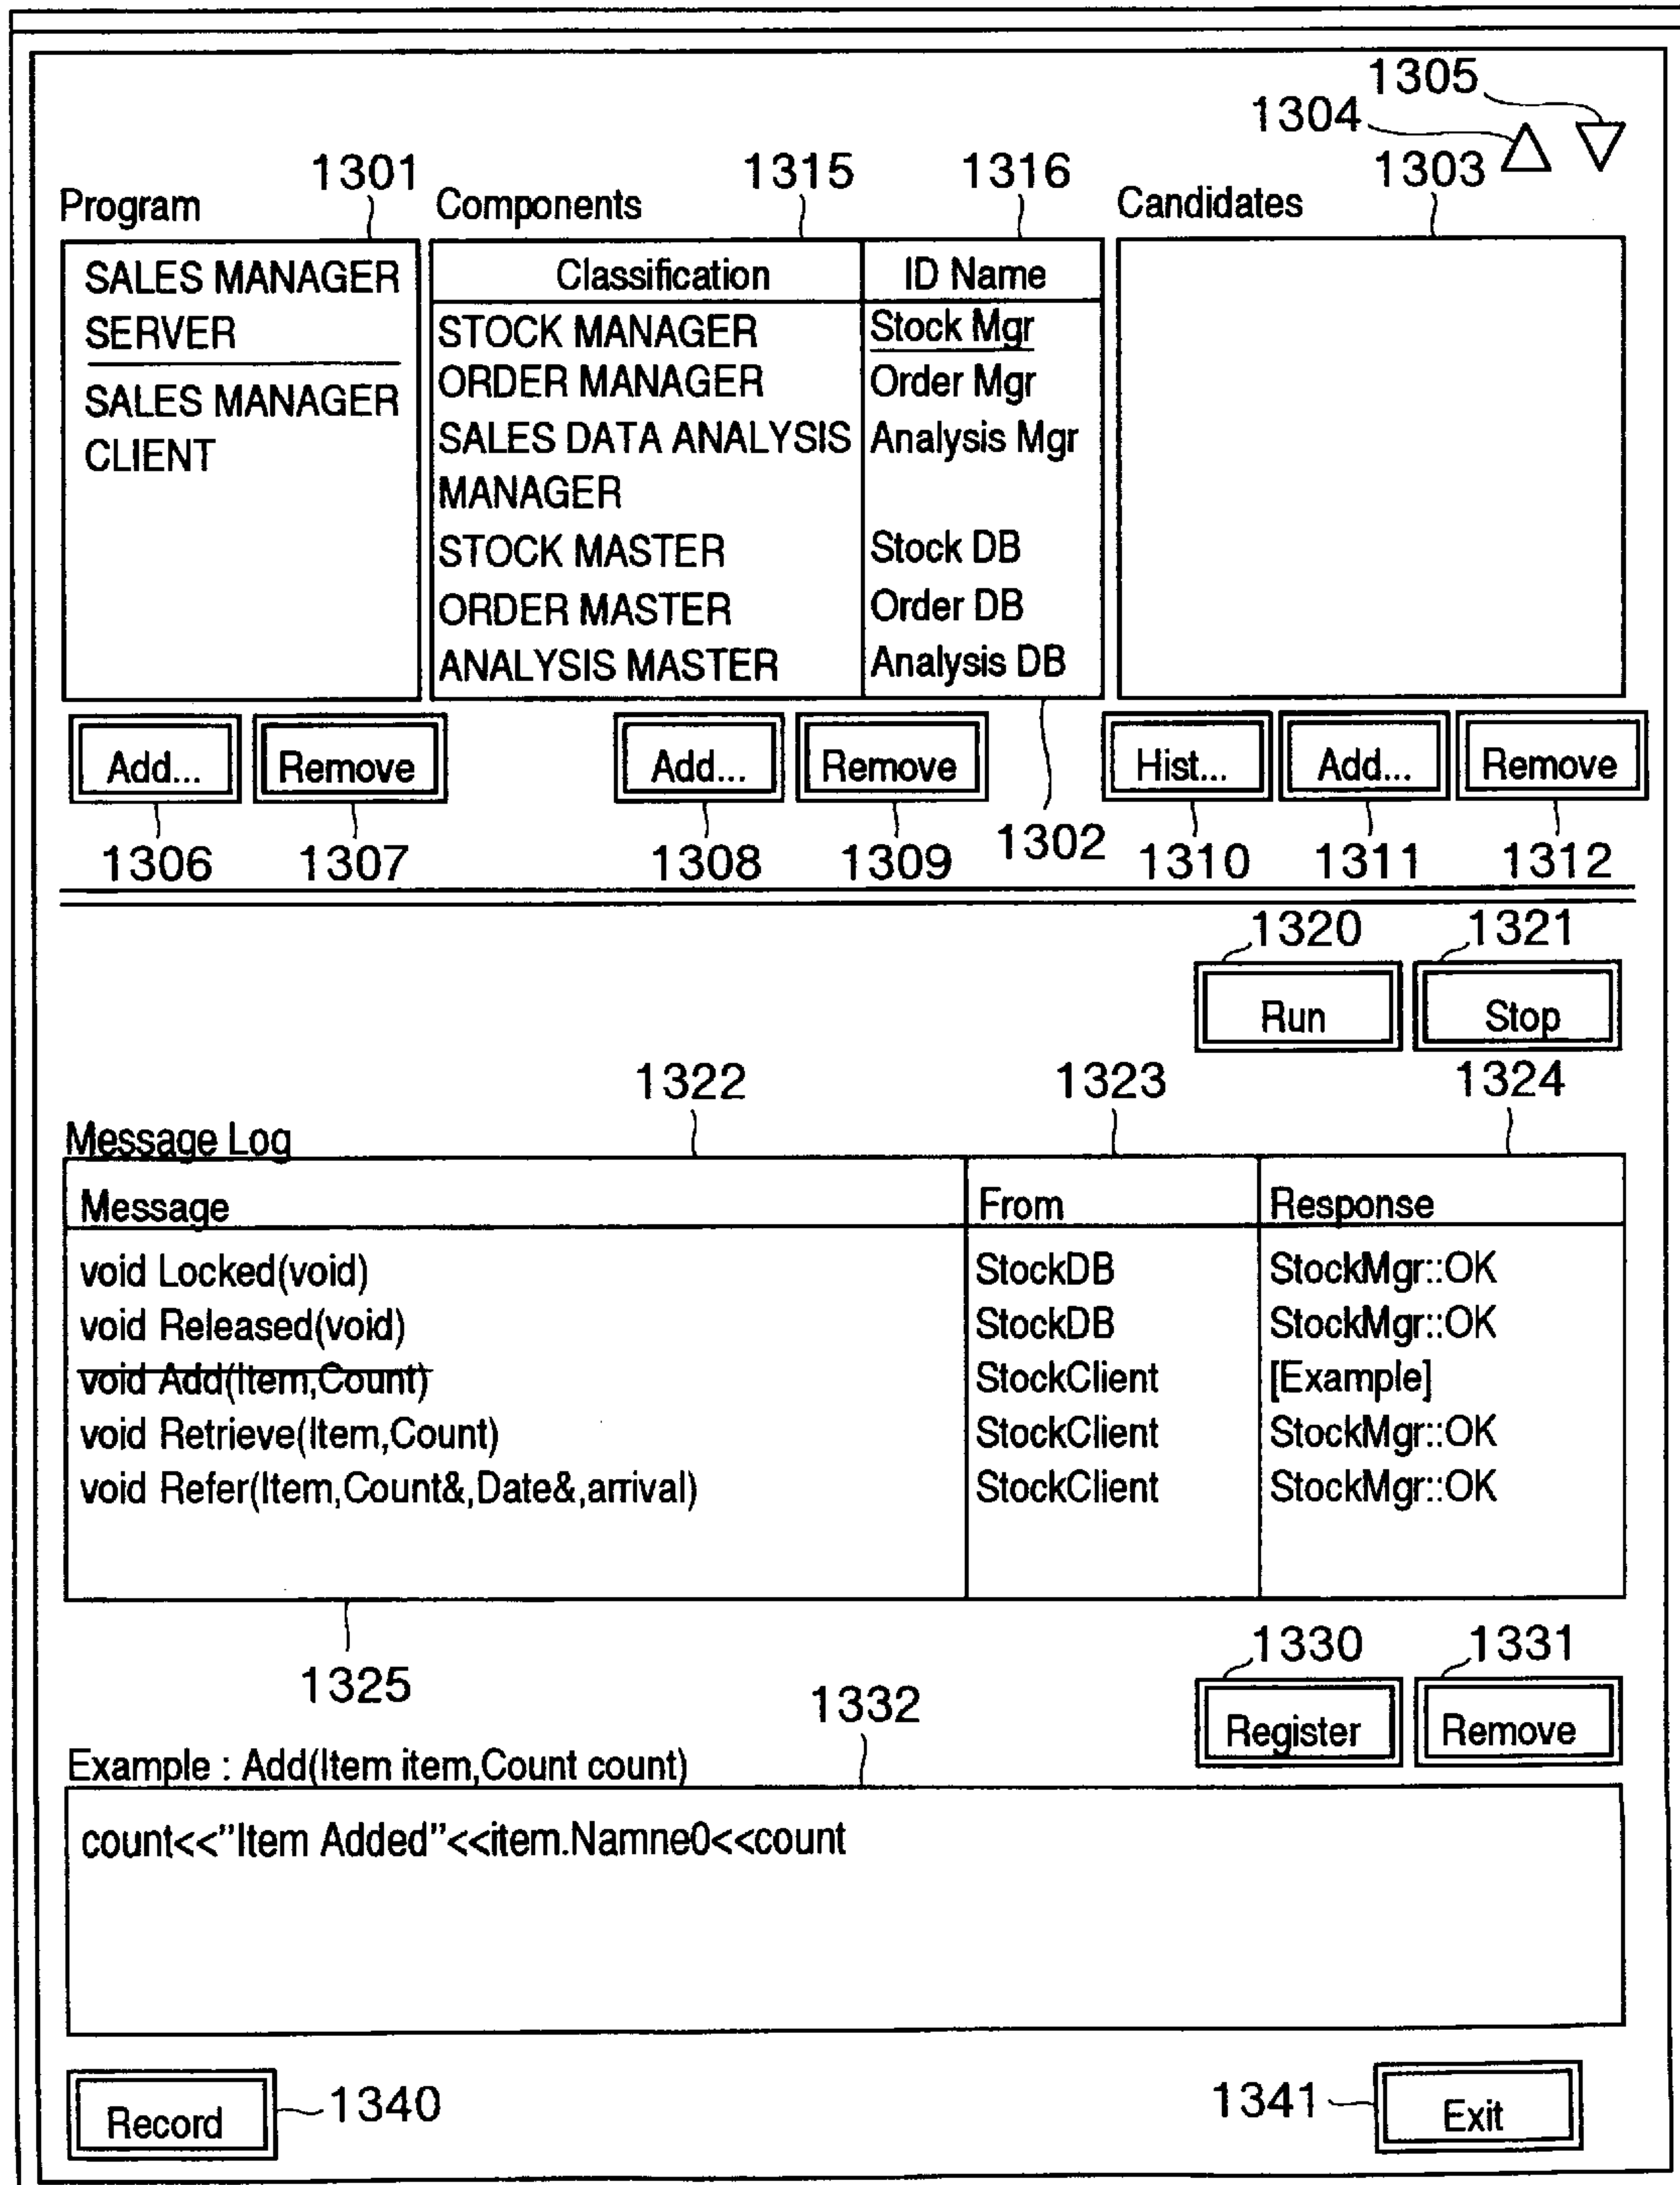 1305
1304
1301 1315 1316 1303
Program Components Candidates
SALES MANAGER
SERVER
SALES MANAGER
CLIENT
Classification ID Name
STOCK MANAGER Stock Mgr
ORDER MANAGER Order Mgr
SALES DATA ANALYSIS Analysis Mgr
MANAGER
STOCK MASTER Stock DB
ORDER MASTER Order DB
ANALYSIS MASTER Analysis DB
Add... Remove Add... Remove Hist... Add... Remove
1306 1307 1308 1309 1302 1310 1311 1312
1320 1321
Run Stop
1322 1323 1324
Message Log
Message From Response
void Locked(void) StockDB StockMgr::OK
void Released(void) StockDB StockMgr::OK
void Add(Item,Count) StockClient [Example]
void Retrieve(Item,Count) StockClient StockMgr::OK
void Refer(Item,Count&,Date&,arrival) StockClient StockMgr::OK
1325 1332 1330 1331
Register Remove
Example : Add(Item item,Count count)
count<<"Item Added"<<item.Namne0<<count
Record 1340 1341 Exit